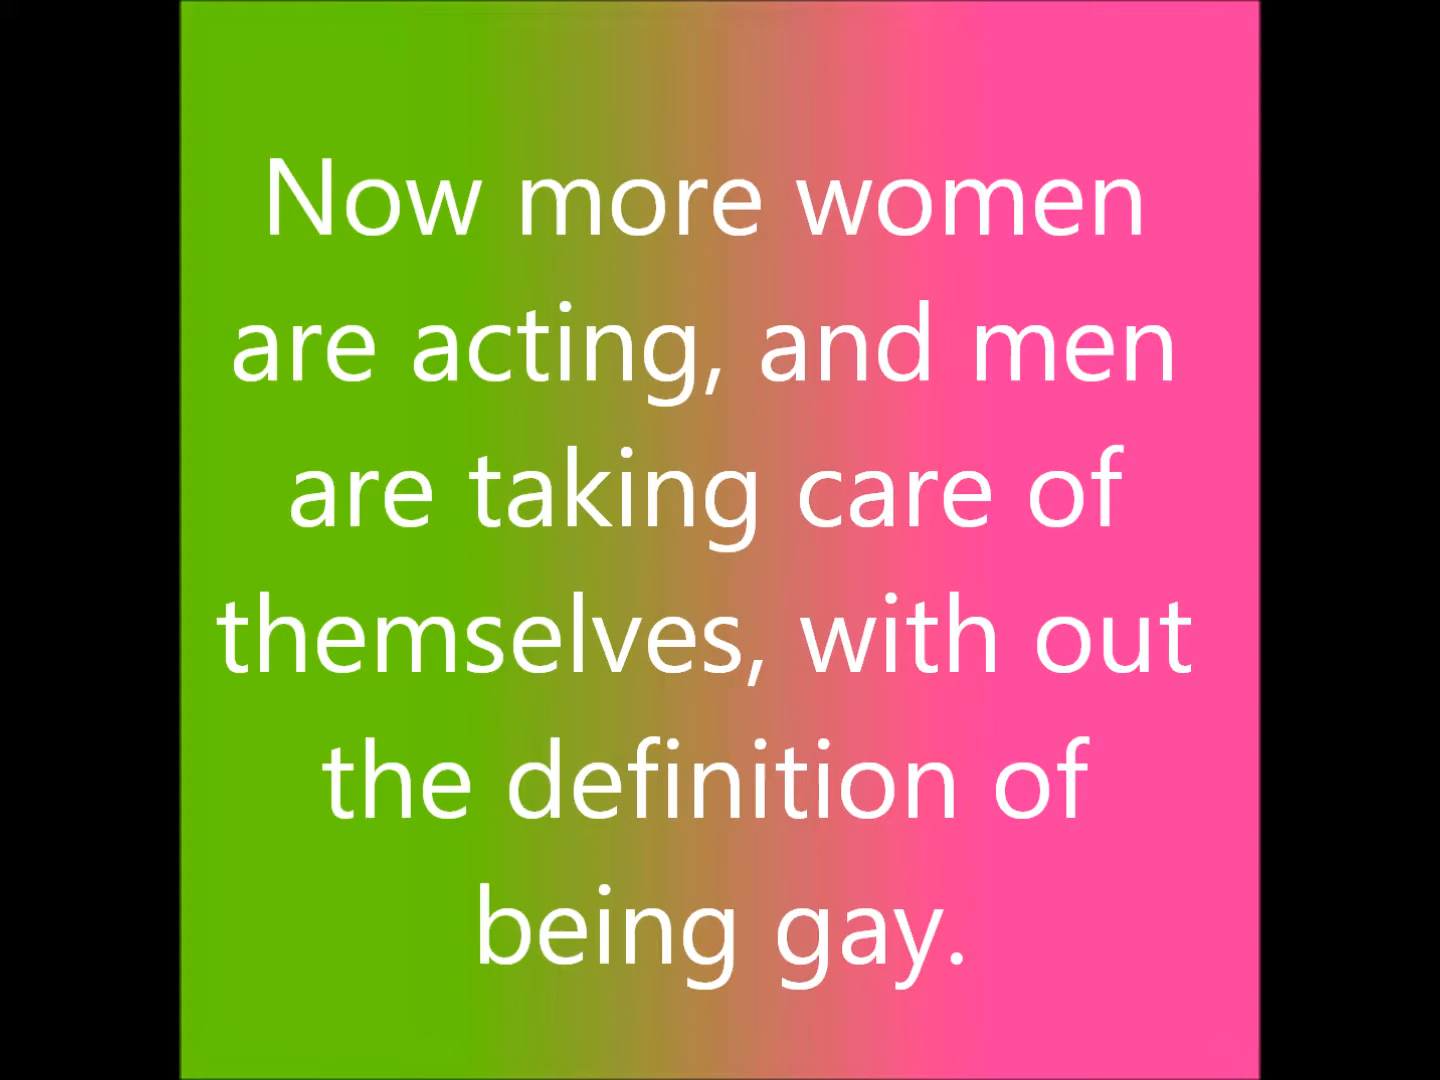 Now more women
are acting, and men
are taking care of
themselves, with out
the definition of
being gay.